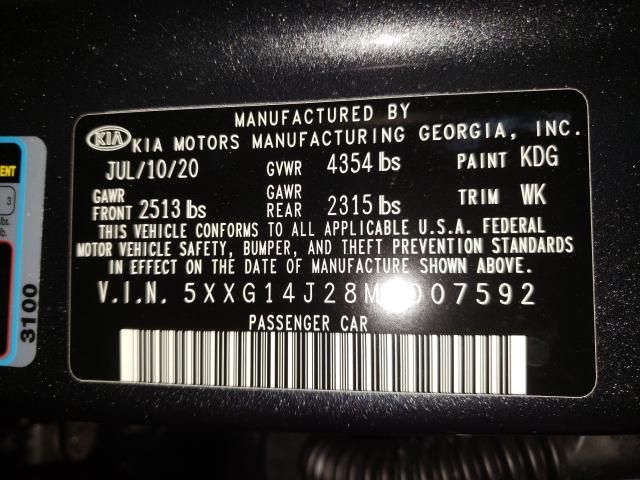 MANUFACTURED BY
KIA KIA MOTORS MANUFACTURING GEORGIA, INC.
JUL/10/20 GVWR 4354 lbs PAINT KDG
GAWR FRONT 2513 lbs GAWR REAR 2315 lbs TRIM WK
THIS VEHICLE CONFORMS TO ALL APPLICABLE U.S.A. FEDERAL
MOTOR VEHICLE SAFETY, BUMPER, AND THEFT PREVENTION STANDARDS
IN EFFECT ON THE DATE OF MANUFACTURE SHOWN ABOVE.
V.I.N.
PASSENGER CAR
3100
3